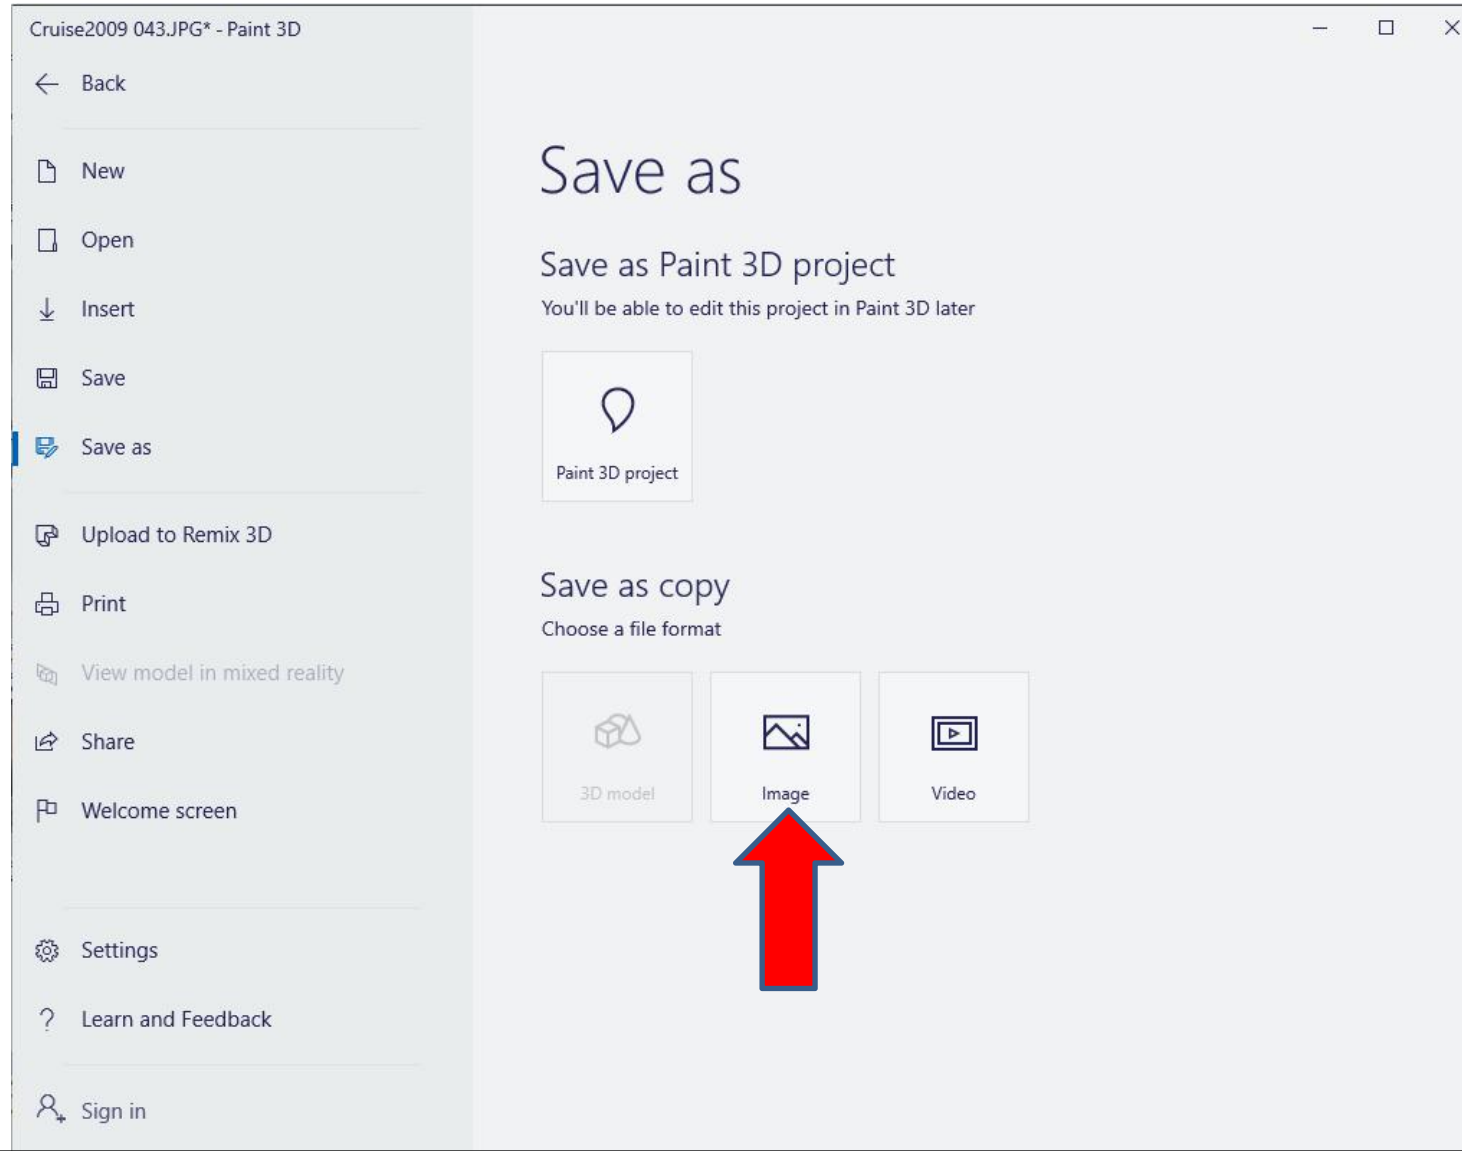 Cruise2009 043.JPG* - Paint 3D
Back
New
Open
Insert
Save
Save as
Upload to Remix 3D
Print
View model in mixed reality
Share
Welcome screen
Settings
Learn and Feedback
Sign in
Save as
Save as Paint 3D project
You'll be able to edit this project in Paint 3D later
Paint 3D project
Save as copy
Choose a file format
3D model
Image
Video